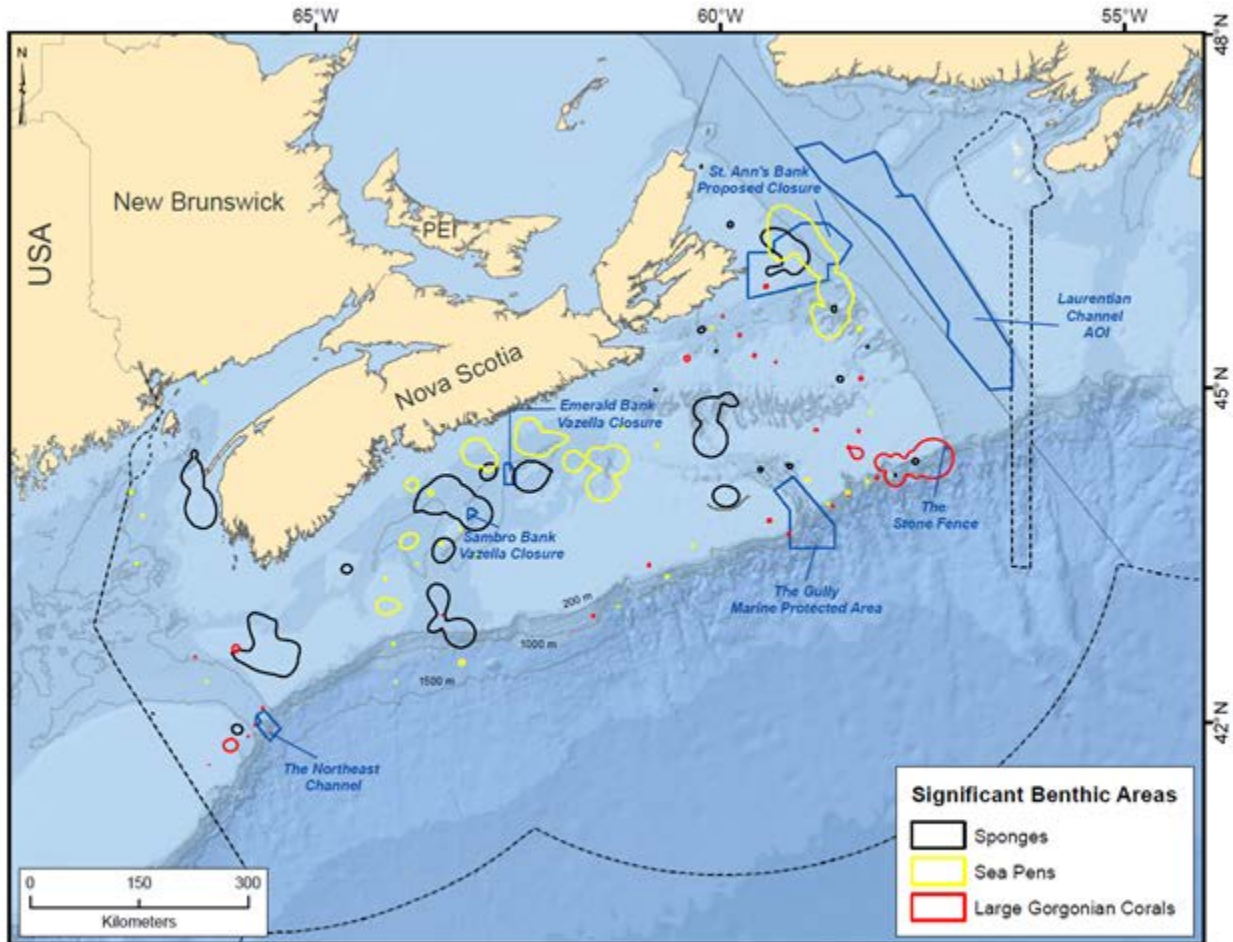 65°W
60°W
55°W
48°N
N
New Brunswick
PEI
USA
St. Ann's Bank
Proposed Closure
Laurentian
Channel
AOI
Nova Scotia
45°N
Emerald Bank
Vazella Closure
Sambro Bank
Vazella Closure
The
Stone Fence
The Gully
Marine Protected Area
200 m
1000 m
1500 m
42°N
The Northeast
Channel
Significant Benthic Areas
Sponges
Sea Pens
Large Gorgonian Corals
0 150 300
Kilometers